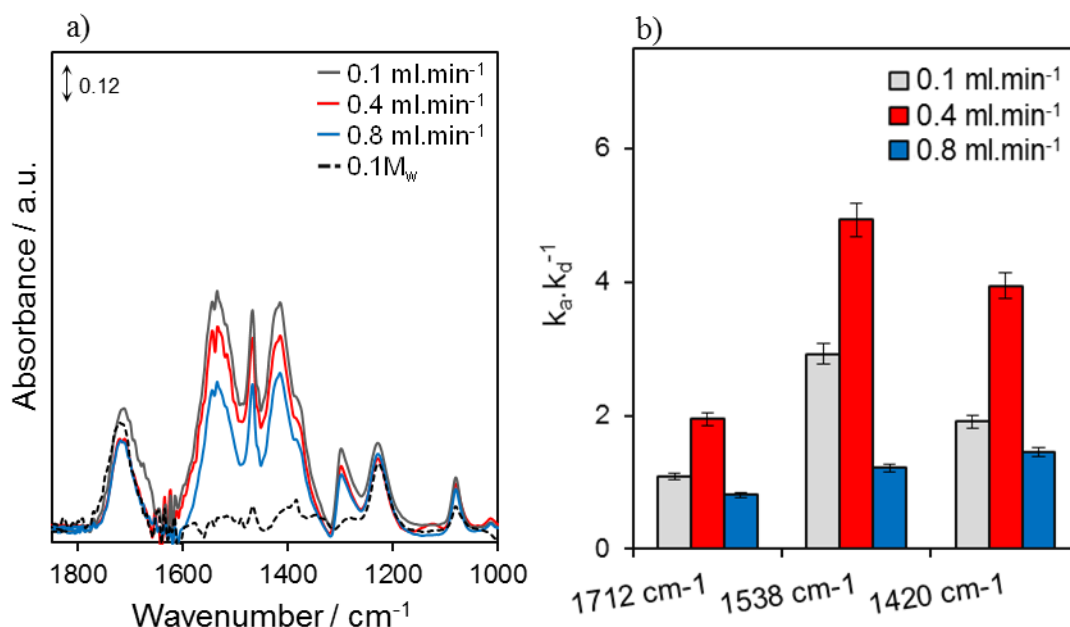 a)
0.12
0.1 ml.min⁻¹
0.4 ml.min⁻¹
0.8 ml.min⁻¹
0.1M_w
Absorbance / a.u.
1800 1600 1400 1200 1000
Wavenumber / cm⁻¹
b)
0.1 ml.min⁻¹
0.4 ml.min⁻¹
0.8 ml.min⁻¹
kₐ.k_d⁻¹
6
4
2
0
1712 cm-1 1538 cm-1 1420 cm-1